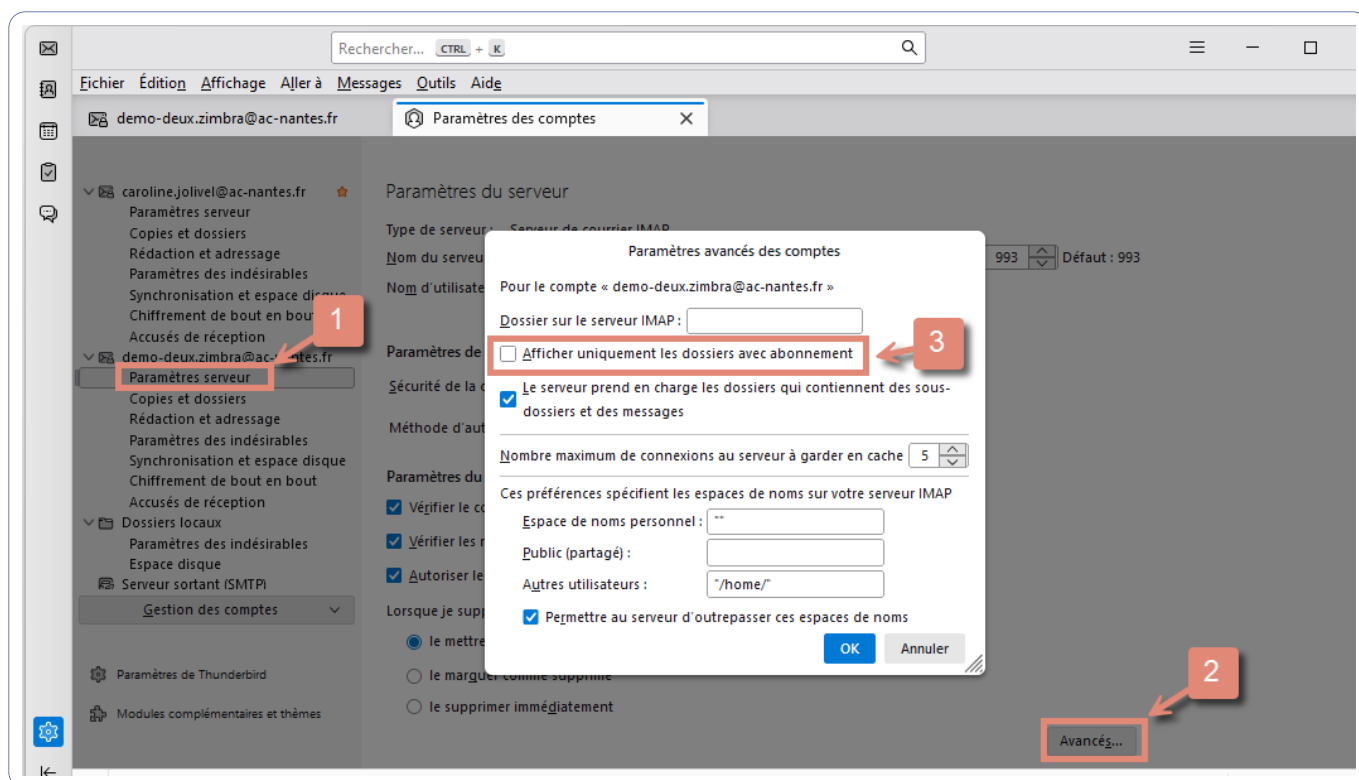 Rechercher... CTRL + K
Fichier Édition Affichage Aller à Messages Outils Aide
demo-deux.zimbra@ac-nantes.fr
Paramètres des comptes
caroline.jolivel@ac-nantes.fr
Paramètres serveur
Copies et dossiers
Rédaction et adressage
Paramètres des indésirables
Synchronisation et espace disque
Chiffrement de bout en bou
Accusés de réception
1
demo-deux.zimbra@ac-nantes.fr
Paramètres serveur
Copies et dossiers
Rédaction et adressage
Paramètres des indésirables
Synchronisation et espace disque
Chiffrement de bout en bout
Accusés de réception
Dossiers locaux
Paramètres des indésirables
Espace disque
Serveur sortant (SMTP)
Gestion des comptes
Paramètres de Thunderbird
Modules complémentaires et thèmes
Paramètres du serveur
Type de serveur : Serveur de courrier IMAP
Nom du serveu
993 Défaut : 993
Nom d'utilisate
Paramètres de
Sécurité de la c
Méthode d'aut
Paramètres du
Vérifier le co
Vérifier les n
Autoriser le
Lorsque je supp
le mettre
le marquer comme supprimé
le supprimer immédiatement
Paramètres avancés des comptes
Pour le compte « demo-deux.zimbra@ac-nantes.fr »
Dossier sur le serveur IMAP :
Afficher uniquement les dossiers avec abonnement
3
Le serveur prend en charge les dossiers qui contiennent des sous-
dossiers et des messages
Nombre maximum de connexions au serveur à garder en cache 5
Ces préférences spécifient les espaces de noms sur votre serveur IMAP
Espace de noms personnel : ""
Public (partagé) :
Autres utilisateurs : "/home/"
Permettre au serveur d'outrepasser ces espaces de noms
OK Annuler
2
Avancés...